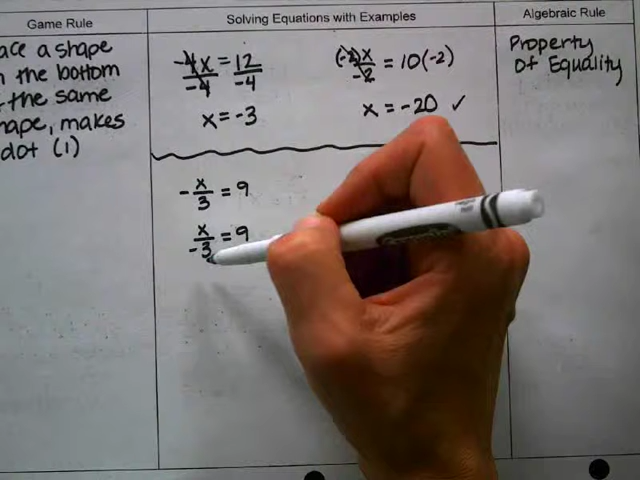 Game Rule
Solving Equations with Examples
Algebraic Rule
ace a shape
the bottom
the same
hape, makes
dot (1)
-4x = 12
-4 -4
x = -3
(-2) x = 10(-2)
-2
x = -20 ✓
Property
of Equality
- x/3 = 9
x/-3 = 9